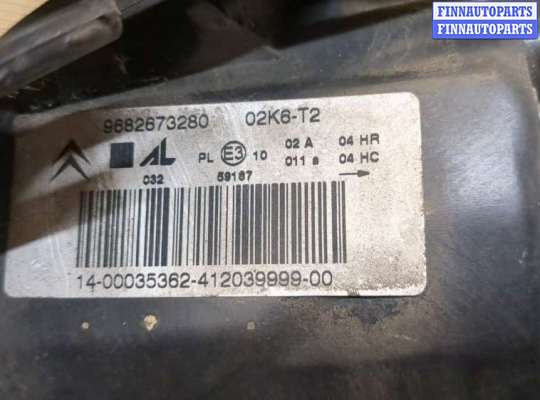 FINNAUTOPARTS
FINNAUTOPARTS
9682673280 02K6-T2
AL PL E3 10 02 A 04 HR
011 a 04 HC
032 59167
14-00035362-412039999-00